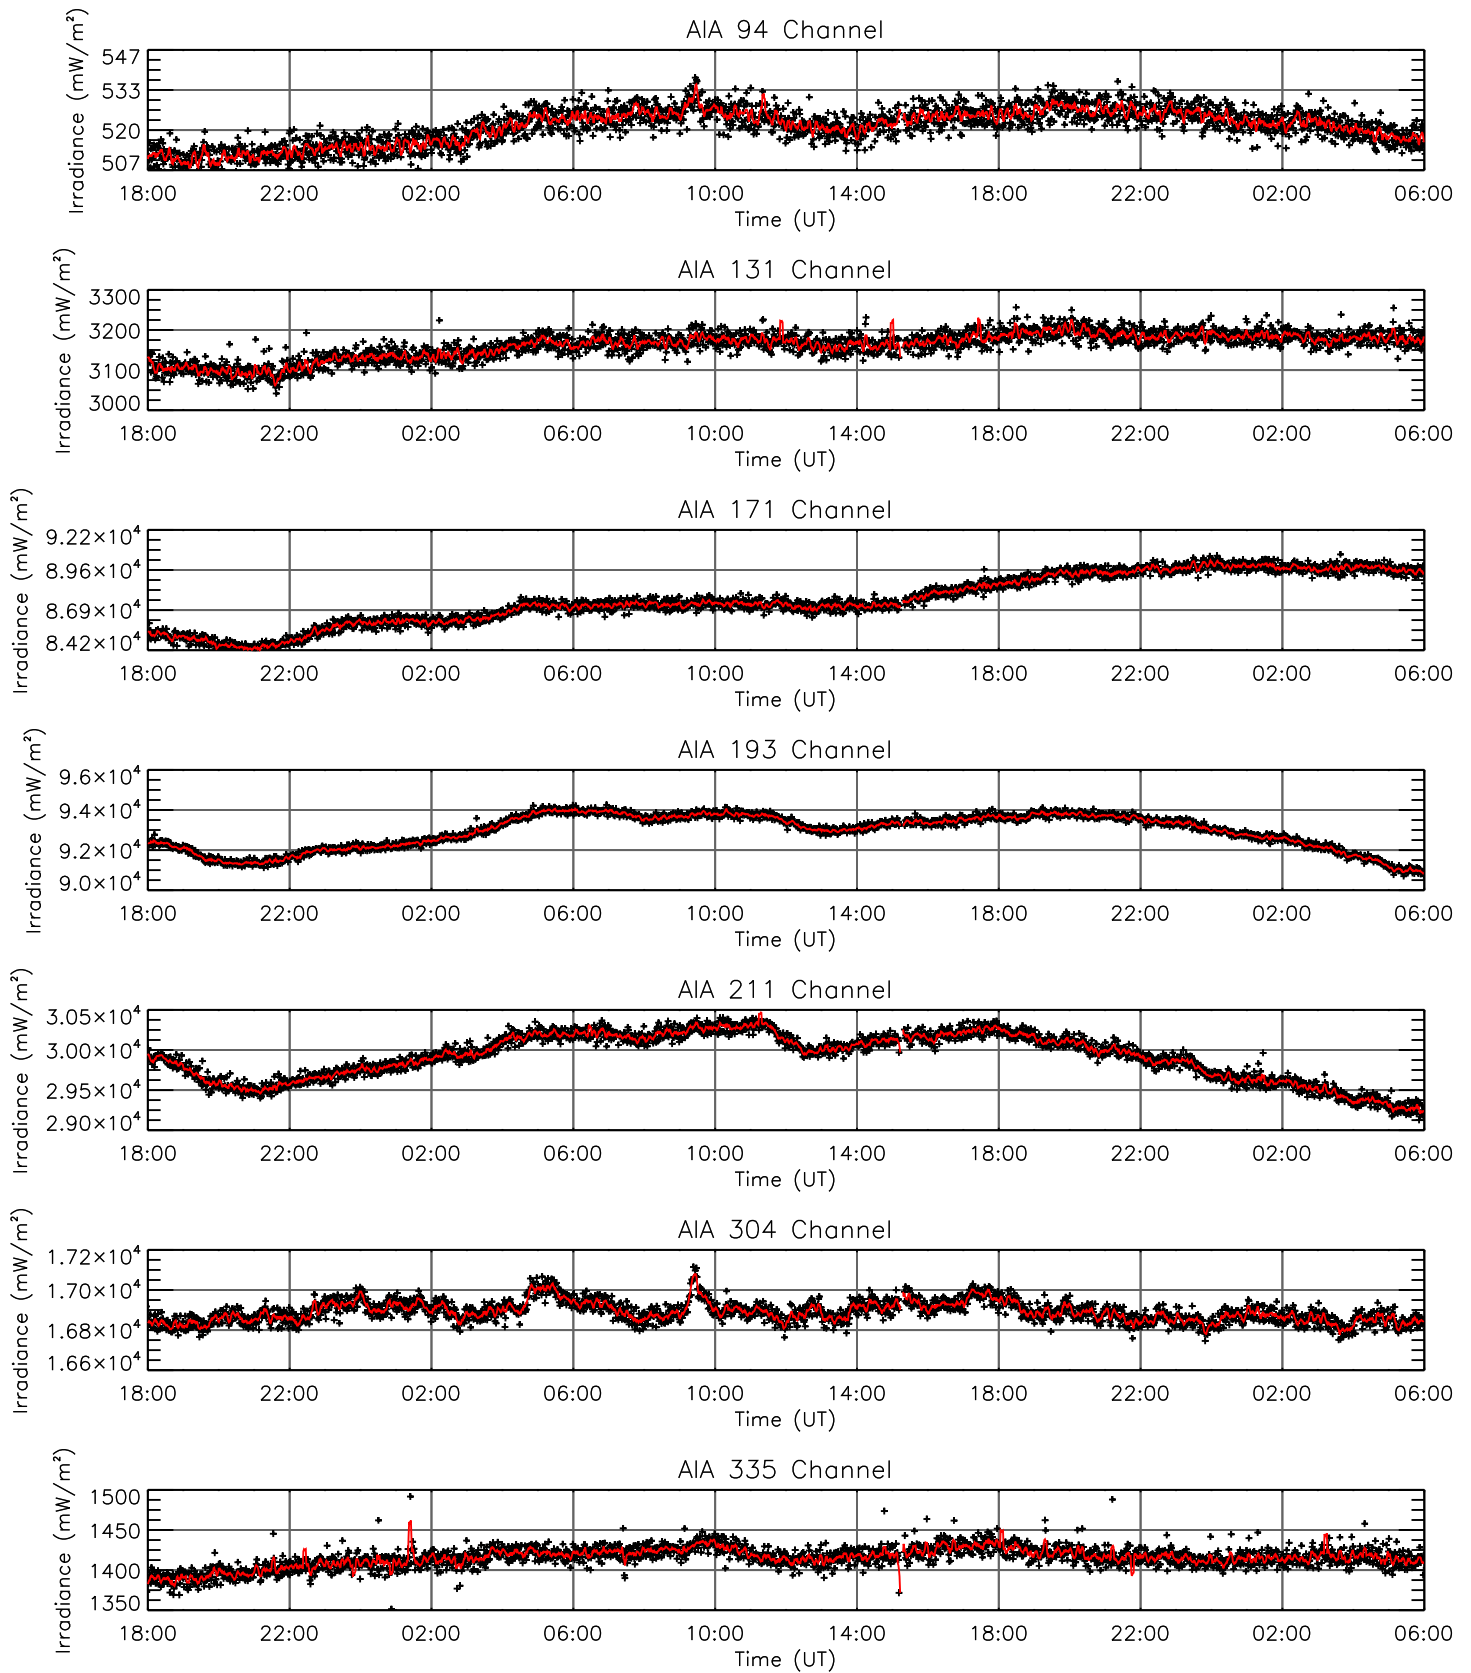 AIA 94 Channel
Irradiance (mW/m²)
547
533
520
507
18:00 22:00 02:00 06:00 10:00 14:00 18:00 22:00 02:00 06:00
Time (UT)
AIA 131 Channel
Irradiance (mW/m²)
3300
3200
3100
3000
18:00 22:00 02:00 06:00 10:00 14:00 18:00 22:00 02:00 06:00
Time (UT)
AIA 171 Channel
Irradiance (mW/m²)
9.22×10⁴
8.96×10⁴
8.69×10⁴
8.42×10⁴
18:00 22:00 02:00 06:00 10:00 14:00 18:00 22:00 02:00 06:00
Time (UT)
AIA 193 Channel
Irradiance (mW/m²)
9.6×10⁴
9.4×10⁴
9.2×10⁴
9.0×10⁴
18:00 22:00 02:00 06:00 10:00 14:00 18:00 22:00 02:00 06:00
Time (UT)
AIA 211 Channel
Irradiance (mW/m²)
3.05×10⁴
3.00×10⁴
2.95×10⁴
2.90×10⁴
18:00 22:00 02:00 06:00 10:00 14:00 18:00 22:00 02:00 06:00
Time (UT)
AIA 304 Channel
Irradiance (mW/m²)
1.72×10⁴
1.70×10⁴
1.68×10⁴
1.66×10⁴
18:00 22:00 02:00 06:00 10:00 14:00 18:00 22:00 02:00 06:00
Time (UT)
AIA 335 Channel
Irradiance (mW/m²)
1500
1450
1400
1350
18:00 22:00 02:00 06:00 10:00 14:00 18:00 22:00 02:00 06:00
Time (UT)